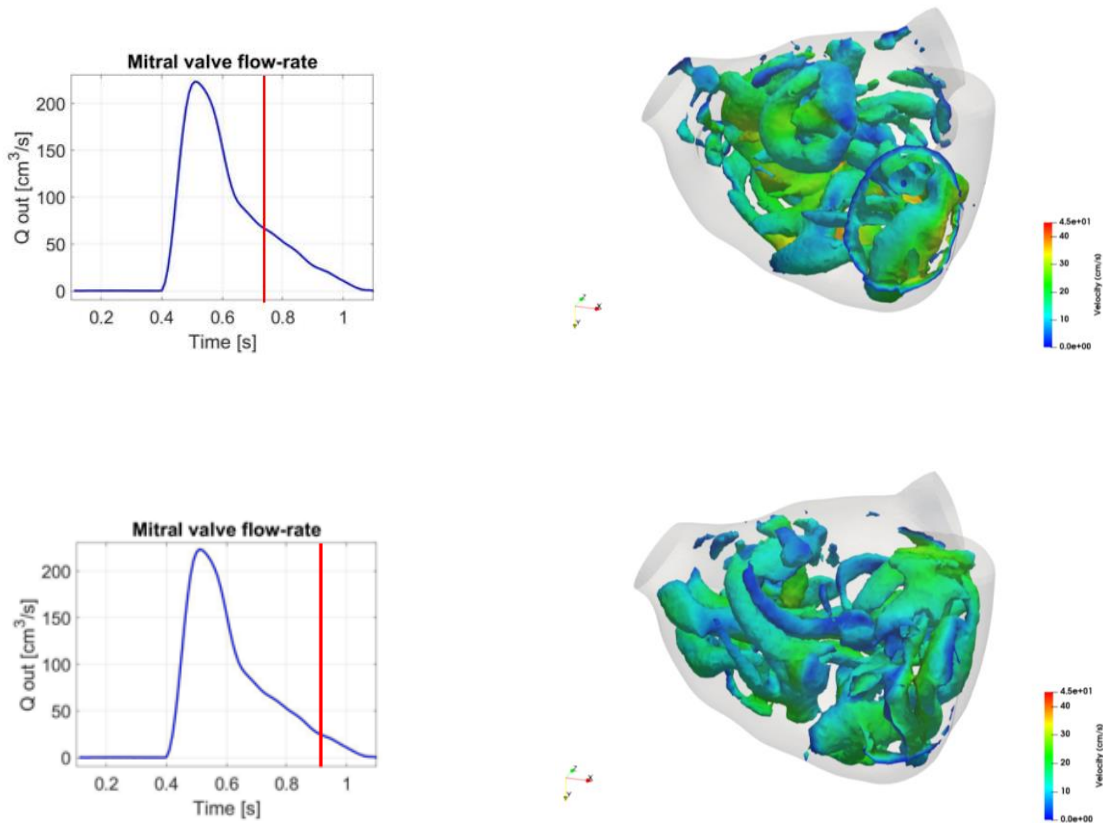 Mitral valve flow-rate
Q out [cm³/s]
200
150
100
50
0
0.2 0.4 0.6 0.8 1
Time [s]
4.5e+01
40
30
20
10
0.0e+00
Velocity (cm/s)
Z
X
Y
Mitral valve flow-rate
Q out [cm³/s]
200
150
100
50
0
0.2 0.4 0.6 0.8 1
Time [s]
4.5e+01
40
30
20
10
0.0e+00
Velocity (cm/s)
Z
X
Y